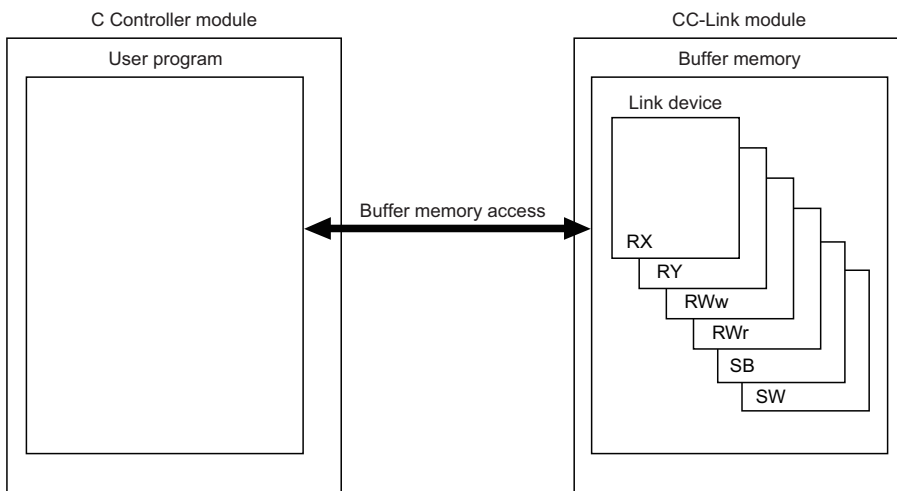 C Controller module
CC-Link module
User program
Buffer memory
Link device
Buffer memory access
RX
RY
RWw
RWr
SB
SW